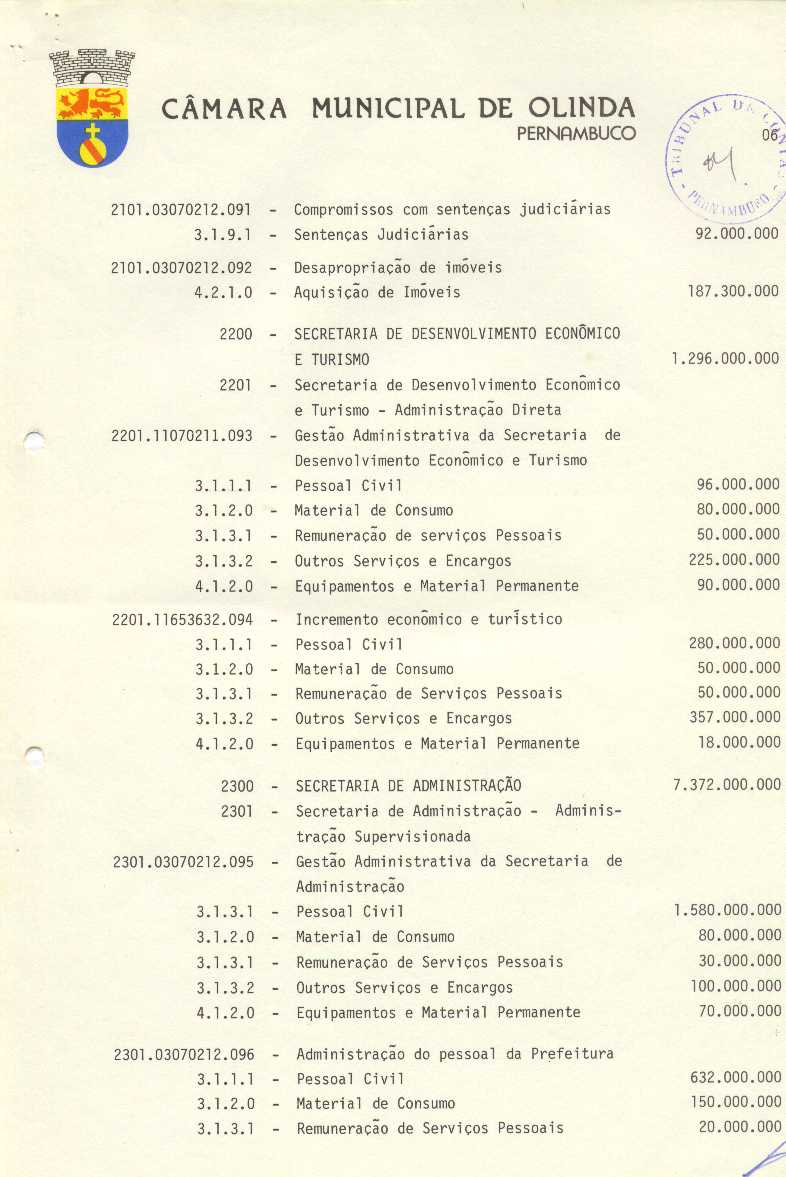 CÂMARA MUNICIPAL DE OLINDA
PERNAMBUCO
TRIBUNAL DE CONTAS
- PERNAMBUCO -
06
2101.03070212.091 - Compromissos com sentenças judiciárias
3.1.9.1 - Sentenças Judiciárias 92.000.000
2101.03070212.092 - Desapropriação de imóveis
4.2.1.0 - Aquisição de Imóveis 187.300.000
2200 - SECRETARIA DE DESENVOLVIMENTO ECONÔMICO
E TURISMO 1.296.000.000
2201 - Secretaria de Desenvolvimento Econômico
e Turismo - Administração Direta
2201.11070211.093 - Gestão Administrativa da Secretaria de
Desenvolvimento Econômico e Turismo
3.1.1.1 - Pessoal Civil 96.000.000
3.1.2.0 - Material de Consumo 80.000.000
3.1.3.1 - Remuneração de serviços Pessoais 50.000.000
3.1.3.2 - Outros Serviços e Encargos 225.000.000
4.1.2.0 - Equipamentos e Material Permanente 90.000.000
2201.11653632.094 - Incremento econômico e turístico
3.1.1.1 - Pessoal Civil 280.000.000
3.1.2.0 - Material de Consumo 50.000.000
3.1.3.1 - Remuneração de Serviços Pessoais 50.000.000
3.1.3.2 - Outros Serviços e Encargos 357.000.000
4.1.2.0 - Equipamentos e Material Permanente 18.000.000
2300 - SECRETARIA DE ADMINISTRAÇÃO 7.372.000.000
2301 - Secretaria de Administração - Adminis-
tração Supervisionada
2301.03070212.095 - Gestão Administrativa da Secretaria de
Administração
3.1.3.1 - Pessoal Civil 1.580.000.000
3.1.2.0 - Material de Consumo 80.000.000
3.1.3.1 - Remuneração de Serviços Pessoais 30.000.000
3.1.3.2 - Outros Serviços e Encargos 100.000.000
4.1.2.0 - Equipamentos e Material Permanente 70.000.000
2301.03070212.096 - Administração do pessoal da Prefeitura
3.1.1.1 - Pessoal Civil 632.000.000
3.1.2.0 - Material de Consumo 150.000.000
3.1.3.1 - Remuneração de Serviços Pessoais 20.000.000